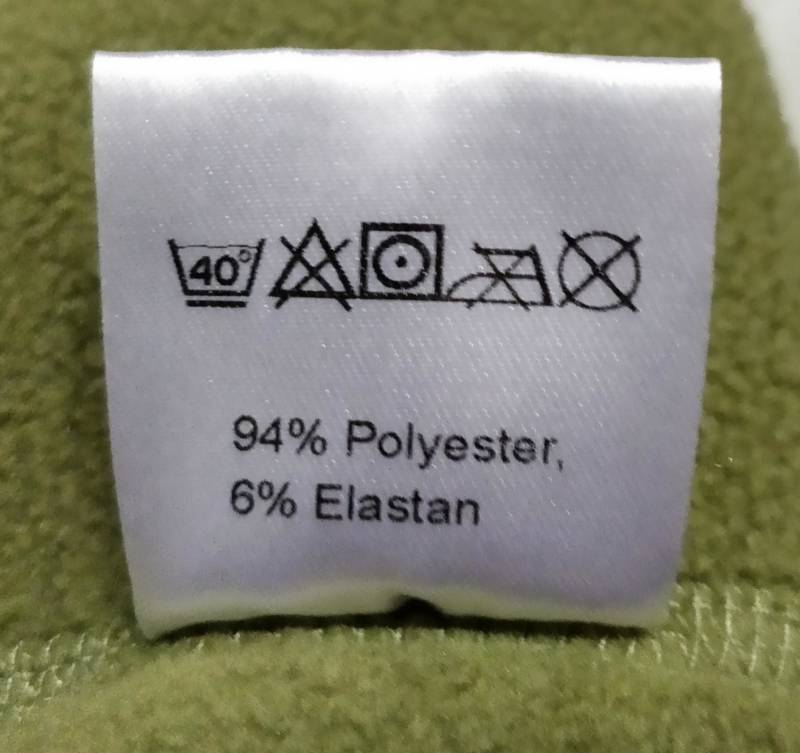 40°
94% Polyester,
6% Elastan